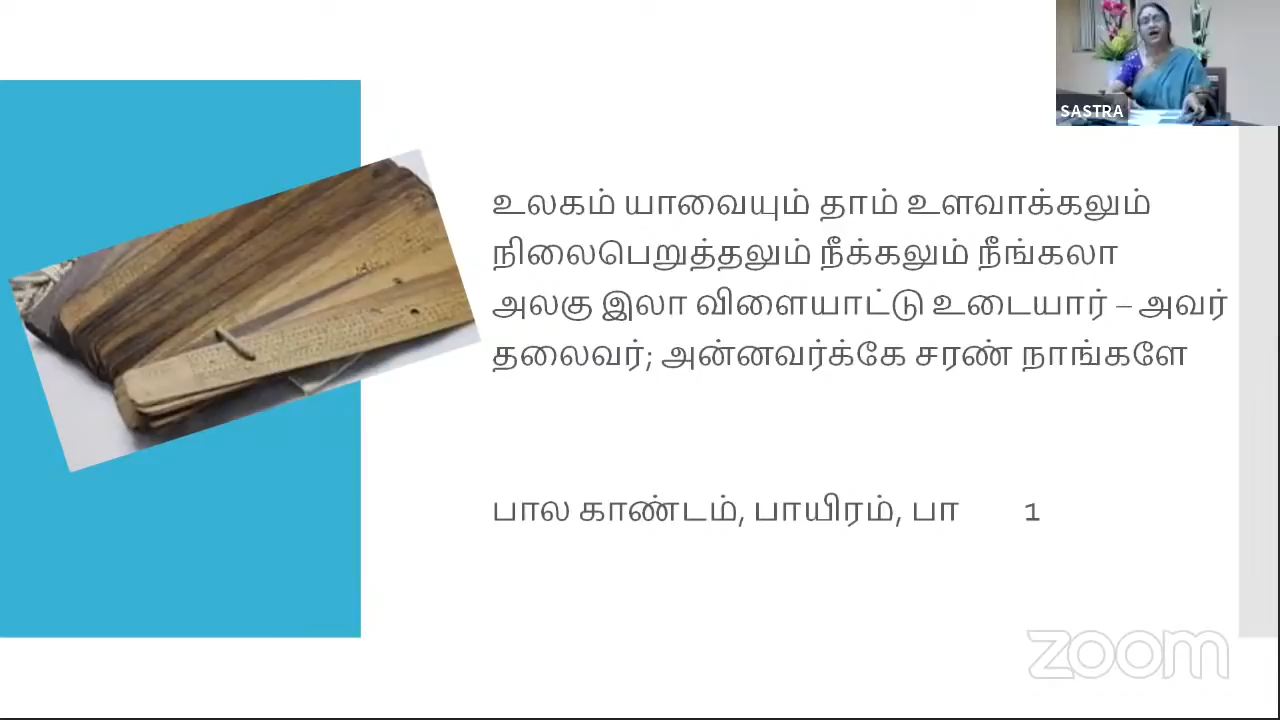 SASTRA
உலகம் யாவையும் தாம் உளவாக்கலும்
நிலைபெறுத்தலும் நீக்கலும் நீங்கலா
அலகு இலா விளையாட்டு உடையார் – அவர்
தலைவர்; அன்னவர்க்கே சரண் நாங்களே
பால காண்டம், பாயிரம், பா 1
zoom